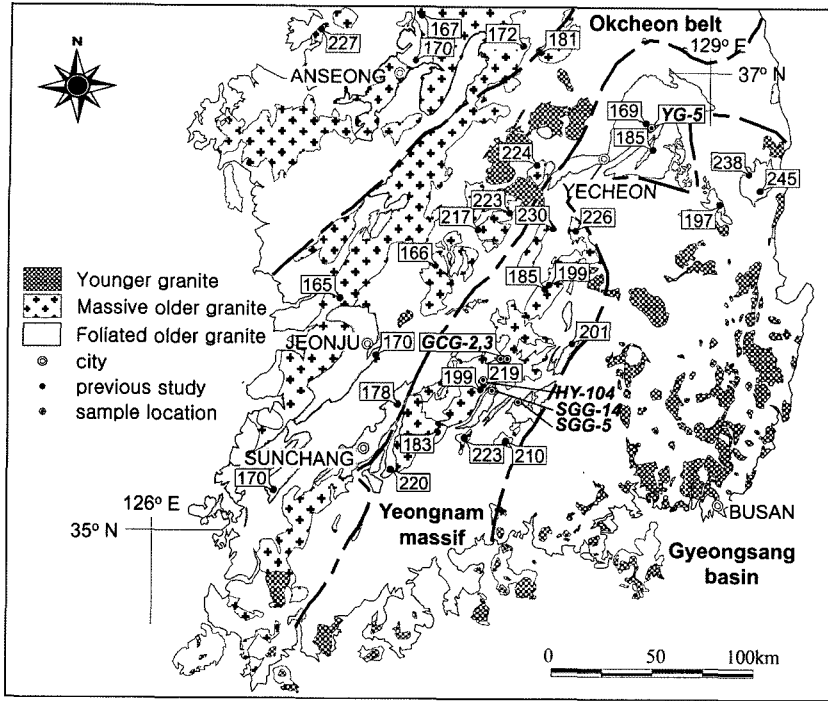 Okcheon belt
129° E
37° N
N
227
167
170
172
181
ANSEONG
169
YG-5
185
224
YECHEON
238
245
223
230
217
226
197
166
185
199
165
JEONJU
170
GCG-2,3
201
219
199
HY-104
SGG-14
SGG-5
178
183
SUNCHANG
223
210
220
170
126° E
35° N
Yeongnam
massif
BUSAN
Gyeongsang
basin
Younger granite
Massive older granite
Foliated older granite
city
previous study
sample location
0 50 100km